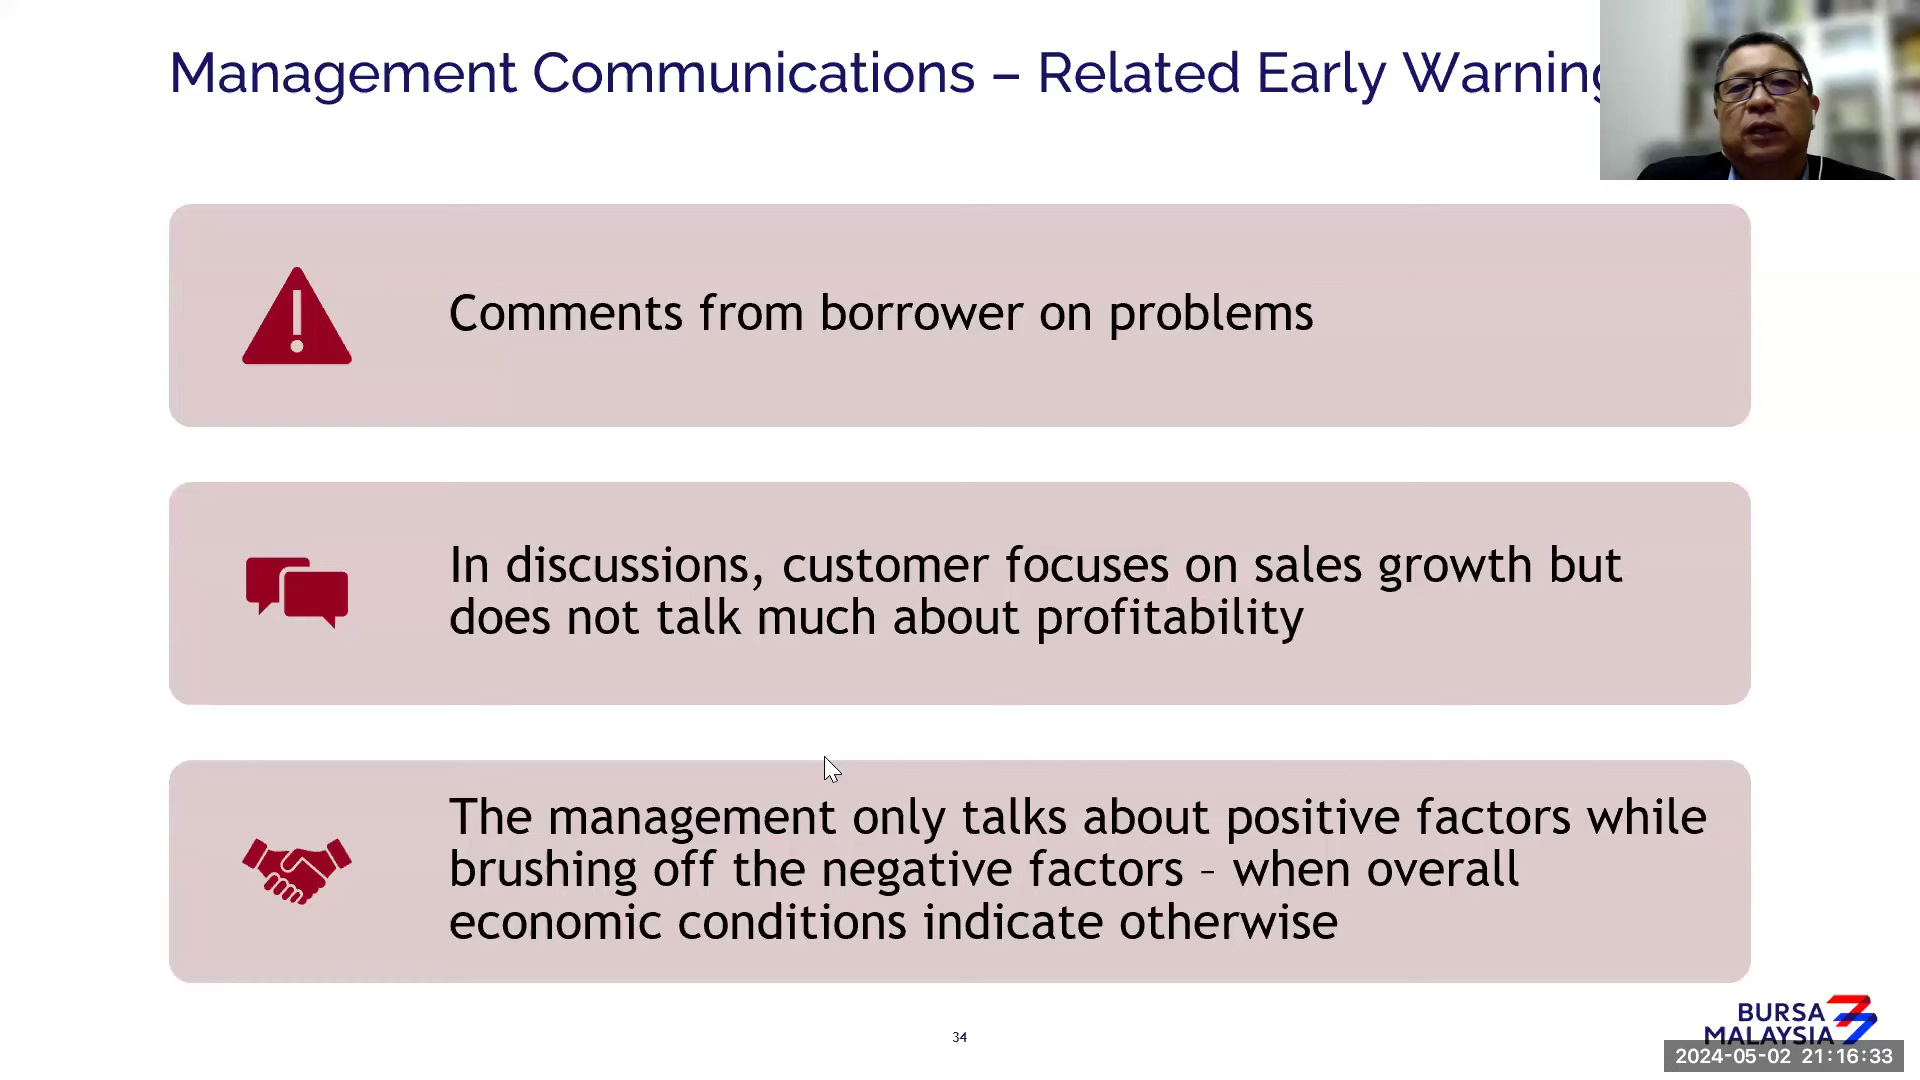 Management Communications – Related Early Warning
Comments from borrower on problems
In discussions, customer focuses on sales growth but
does not talk much about profitability
The management only talks about positive factors while
brushing off the negative factors – when overall
economic conditions indicate otherwise
34
BURSA
MALAYSIA
2024-05-02 21:16:33